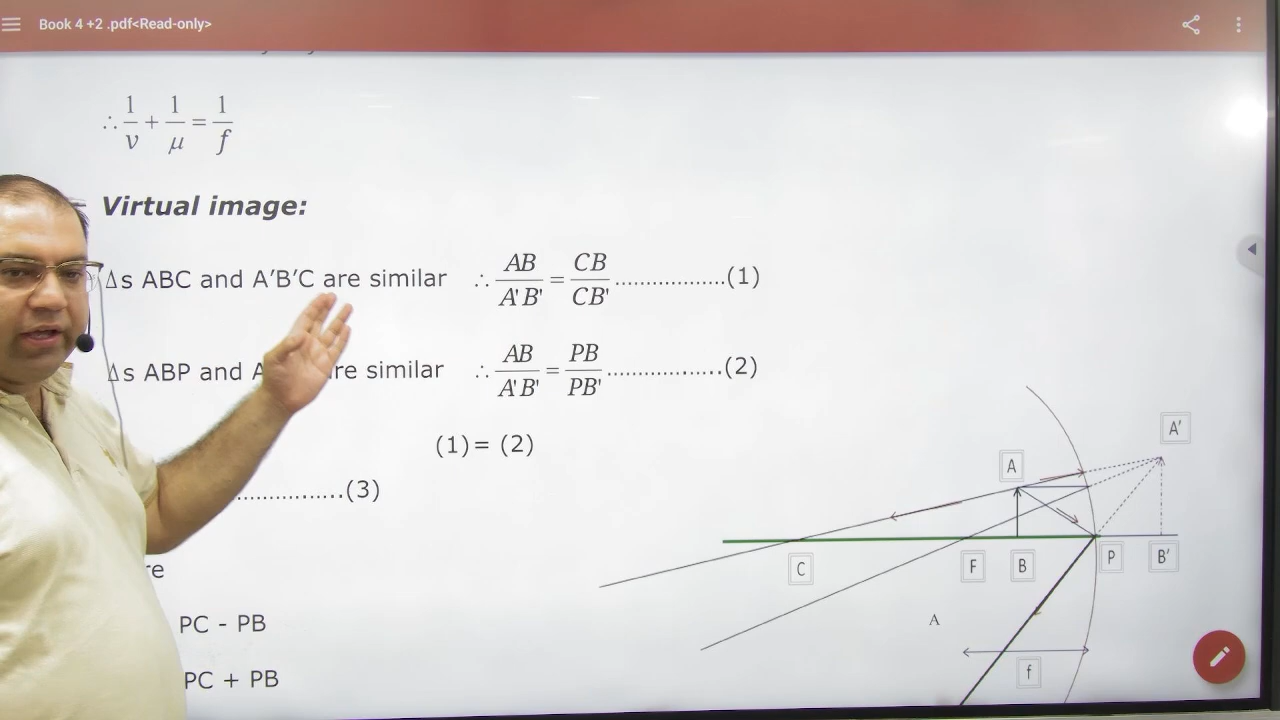 Book 4 +2 .pdf<Read-only>
∴ 1/v + 1/μ = 1/f
Virtual image:
Δs ABC and A'B'C are similar ∴ AB/A'B' = CB/CB' ..................(1)
Δs ABP and A re similar ∴ AB/A'B' = PB/PB' ..................(2)
(1) = (2)
..............(3)
re
PC - PB
PC + PB
A'
A
C
F
B
P
B'
A
f